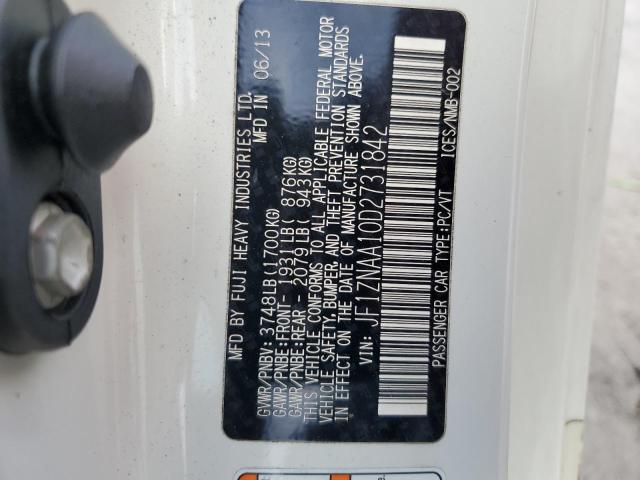 MFD BY FUJI HEAVY INDUSTRIES LTD.
MFD IN 06/13
GVWR/PNBV: 3748LB(1700KG)
GAWR/PNBE:FRONT- 1931LB( 876KG)
GAWR/PNBE:REAR - 2079LB( 943KG)
THIS VEHICLE CONFORMS TO ALL APPLICABLE FEDERAL MOTOR
VEHICLE SAFETY, BUMPER, AND THEFT PREVENTION STANDARDS
IN EFFECT ON THE DATE OF MANUFACTURE SHOWN ABOVE.
VIN: JF1ZNAA10D2731842
PASSENGER CAR TYPE:PC/VT ICES/NMB-002